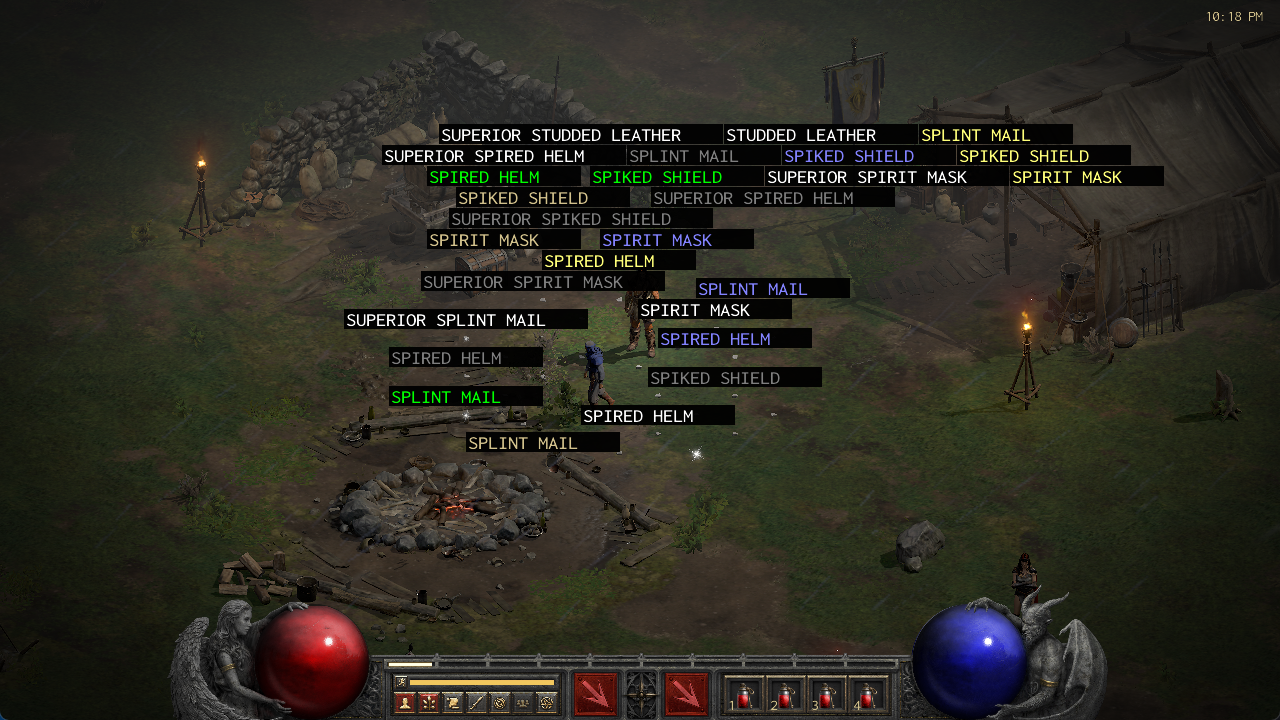 10:18 PM
SUPERIOR STUDDED LEATHER STUDDED LEATHER SPLINT MAIL
SUPERIOR SPIRED HELM SPLINT MAIL SPIKED SHIELD SPIKED SHIELD
SPIRED HELM SPIKED SHIELD SUPERIOR SPIRIT MASK SPIRIT MASK
SPIKED SHIELD SUPERIOR SPIRED HELM
SUPERIOR SPIKED SHIELD
SPIRIT MASK SPIRIT MASK
SPIRED HELM
SUPERIOR SPIRIT MASK
SPLINT MAIL
SPIRIT MASK
SUPERIOR SPLINT MAIL
SPIRED HELM
SPIRED HELM
SPIKED SHIELD
SPLINT MAIL
SPIRED HELM
SPLINT MAIL
1 2 3 4